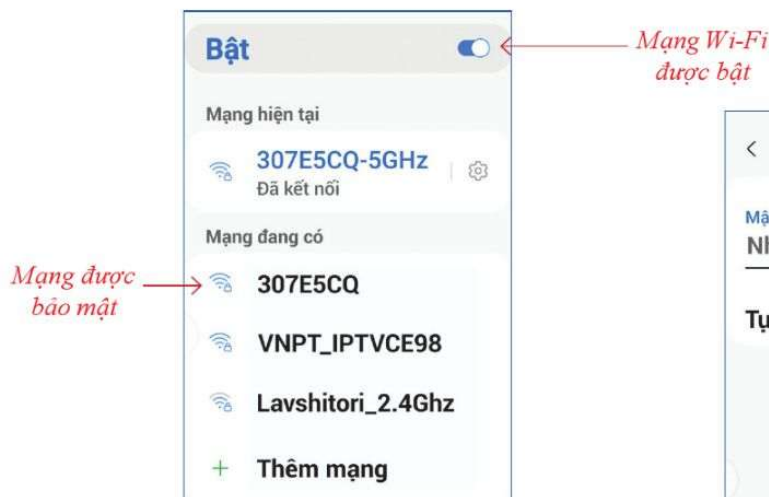 Bật
Mạng Wi-Fi
được bật
Mạng hiện tại
307E5CQ-5GHz
Đã kết nối
Mạng đang có
Mạng được
bảo mật
307E5CQ
VNPT_IPTVCE98
Lavshitori_2.4Ghz
Thêm mạng